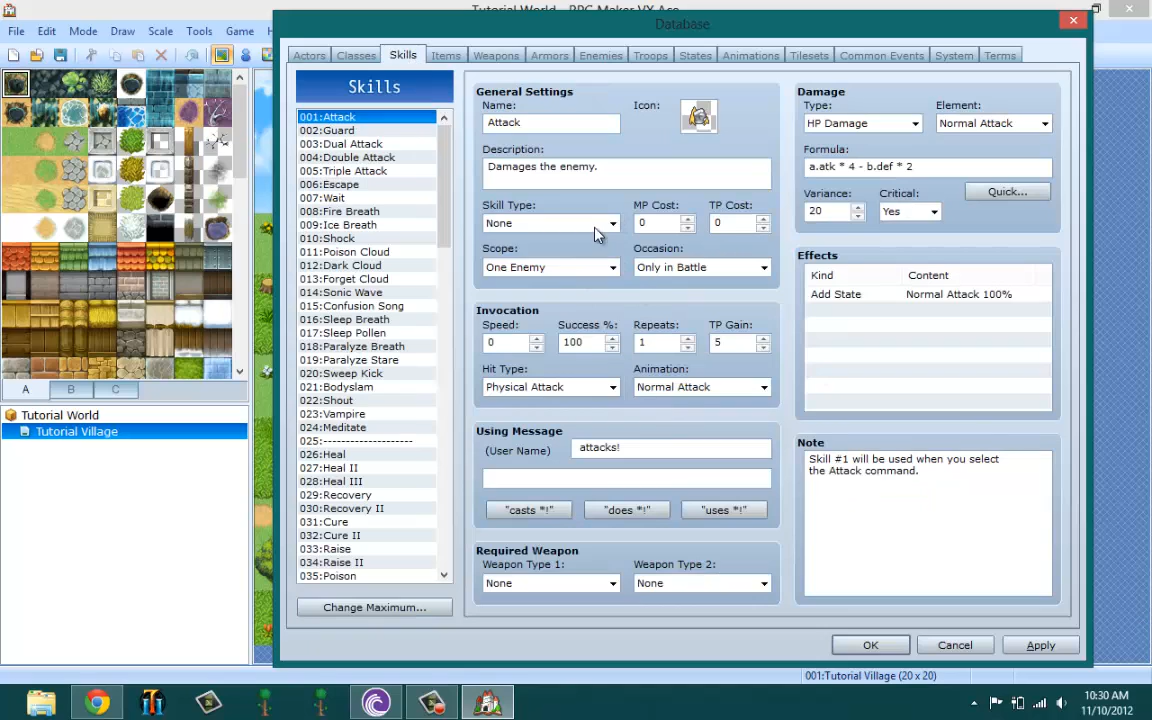 Tutorial World - RPG Maker VX Ace
File Edit Mode Draw Scale Tools Game
Database
Actors Classes Skills Items Weapons Armors Enemies Troops States Animations Tilesets Common Events System Terms
Skills
001:Attack
002:Guard
003:Dual Attack
004:Double Attack
005:Triple Attack
006:Escape
007:Wait
008:Fire Breath
009:Ice Breath
010:Shock
011:Poison Cloud
012:Dark Cloud
013:Forget Cloud
014:Sonic Wave
015:Confusion Song
016:Sleep Breath
017:Sleep Pollen
018:Paralyze Breath
019:Paralyze Stare
020:Sweep Kick
021:Bodyslam
022:Shout
023:Vampire
024:Meditate
025:--------------------
026:Heal
027:Heal II
028:Heal III
029:Recovery
030:Recovery II
031:Cure
032:Cure II
033:Raise
034:Raise II
035:Poison
Change Maximum...
General Settings
Name: Icon:
Attack
Description:
Damages the enemy.
Skill Type: MP Cost: TP Cost:
None 0 0
Scope: Occasion:
One Enemy Only in Battle
Invocation
Speed: Success %: Repeats: TP Gain:
0 100 1 5
Hit Type: Animation:
Physical Attack Normal Attack
Using Message
(User Name) attacks!
"casts *!" "does *!" "uses *!"
Required Weapon
Weapon Type 1: Weapon Type 2:
None None
Damage
Type: Element:
HP Damage Normal Attack
Formula:
a.atk * 4 - b.def * 2
Variance: Critical: Quick...
20 Yes
Effects
Kind Content
Add State Normal Attack 100%
Note
Skill #1 will be used when you select
the Attack command.
OK Cancel Apply
A B C
Tutorial World
Tutorial Village
001:Tutorial Village (20 x 20)
10:30 AM
11/10/2012